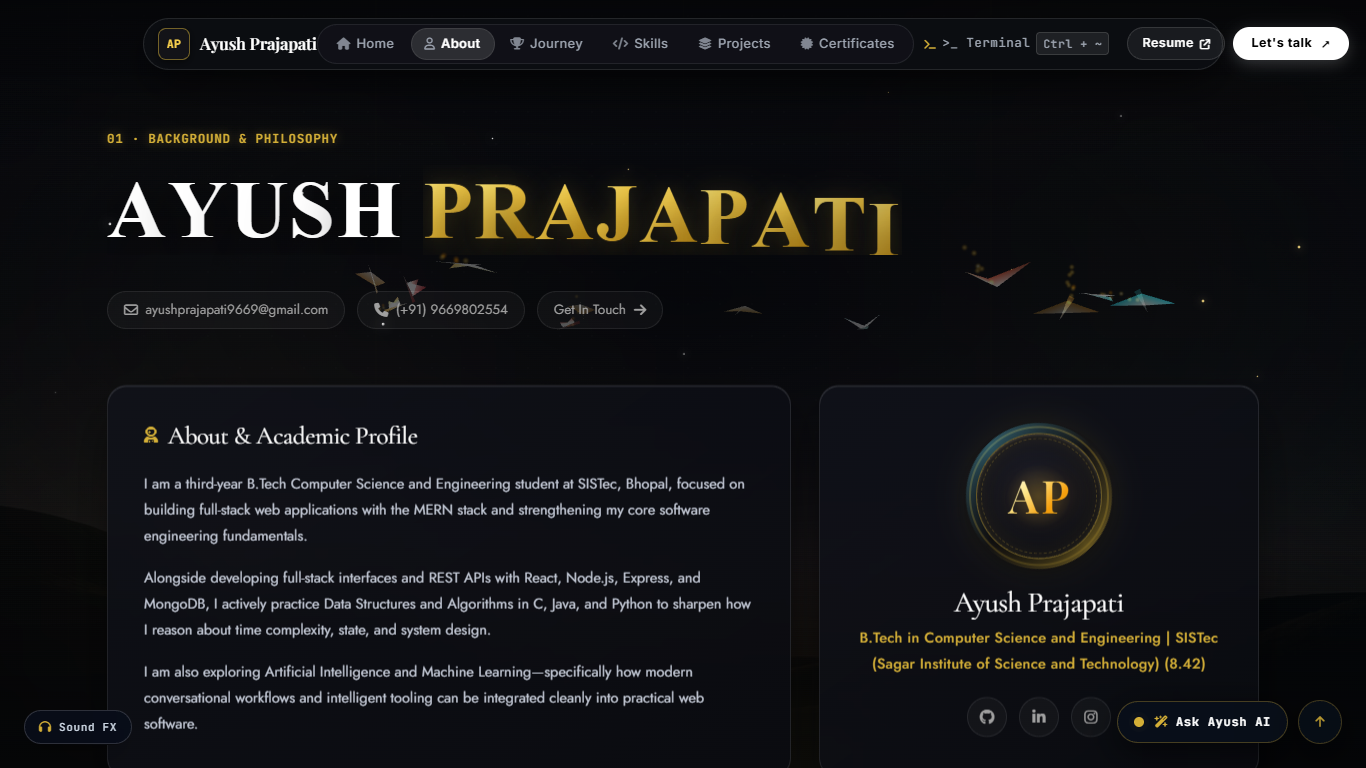 AP Ayush Prajapati Home About Journey Skills Projects Certificates >_ Terminal Ctrl + ~ Resume Let's talk ↗
01 · BACKGROUND & PHILOSOPHY
AYUSH PRAJAPATI
ayushprajapati9669@gmail.com (+91) 9669802554 Get In Touch →
About & Academic Profile
I am a third-year B.Tech Computer Science and Engineering student at SISTec, Bhopal, focused on
building full-stack web applications with the MERN stack and strengthening my core software
engineering fundamentals.
Alongside developing full-stack interfaces and REST APIs with React, Node.js, Express, and
MongoDB, I actively practice Data Structures and Algorithms in C, Java, and Python to sharpen how
I reason about time complexity, state, and system design.
I am also exploring Artificial Intelligence and Machine Learning—specifically how modern
conversational workflows and intelligent tooling can be integrated cleanly into practical web
software.
AP
Ayush Prajapati
B.Tech in Computer Science and Engineering | SISTec
(Sagar Institute of Science and Technology) (8.42)
Sound FX
Ask Ayush AI